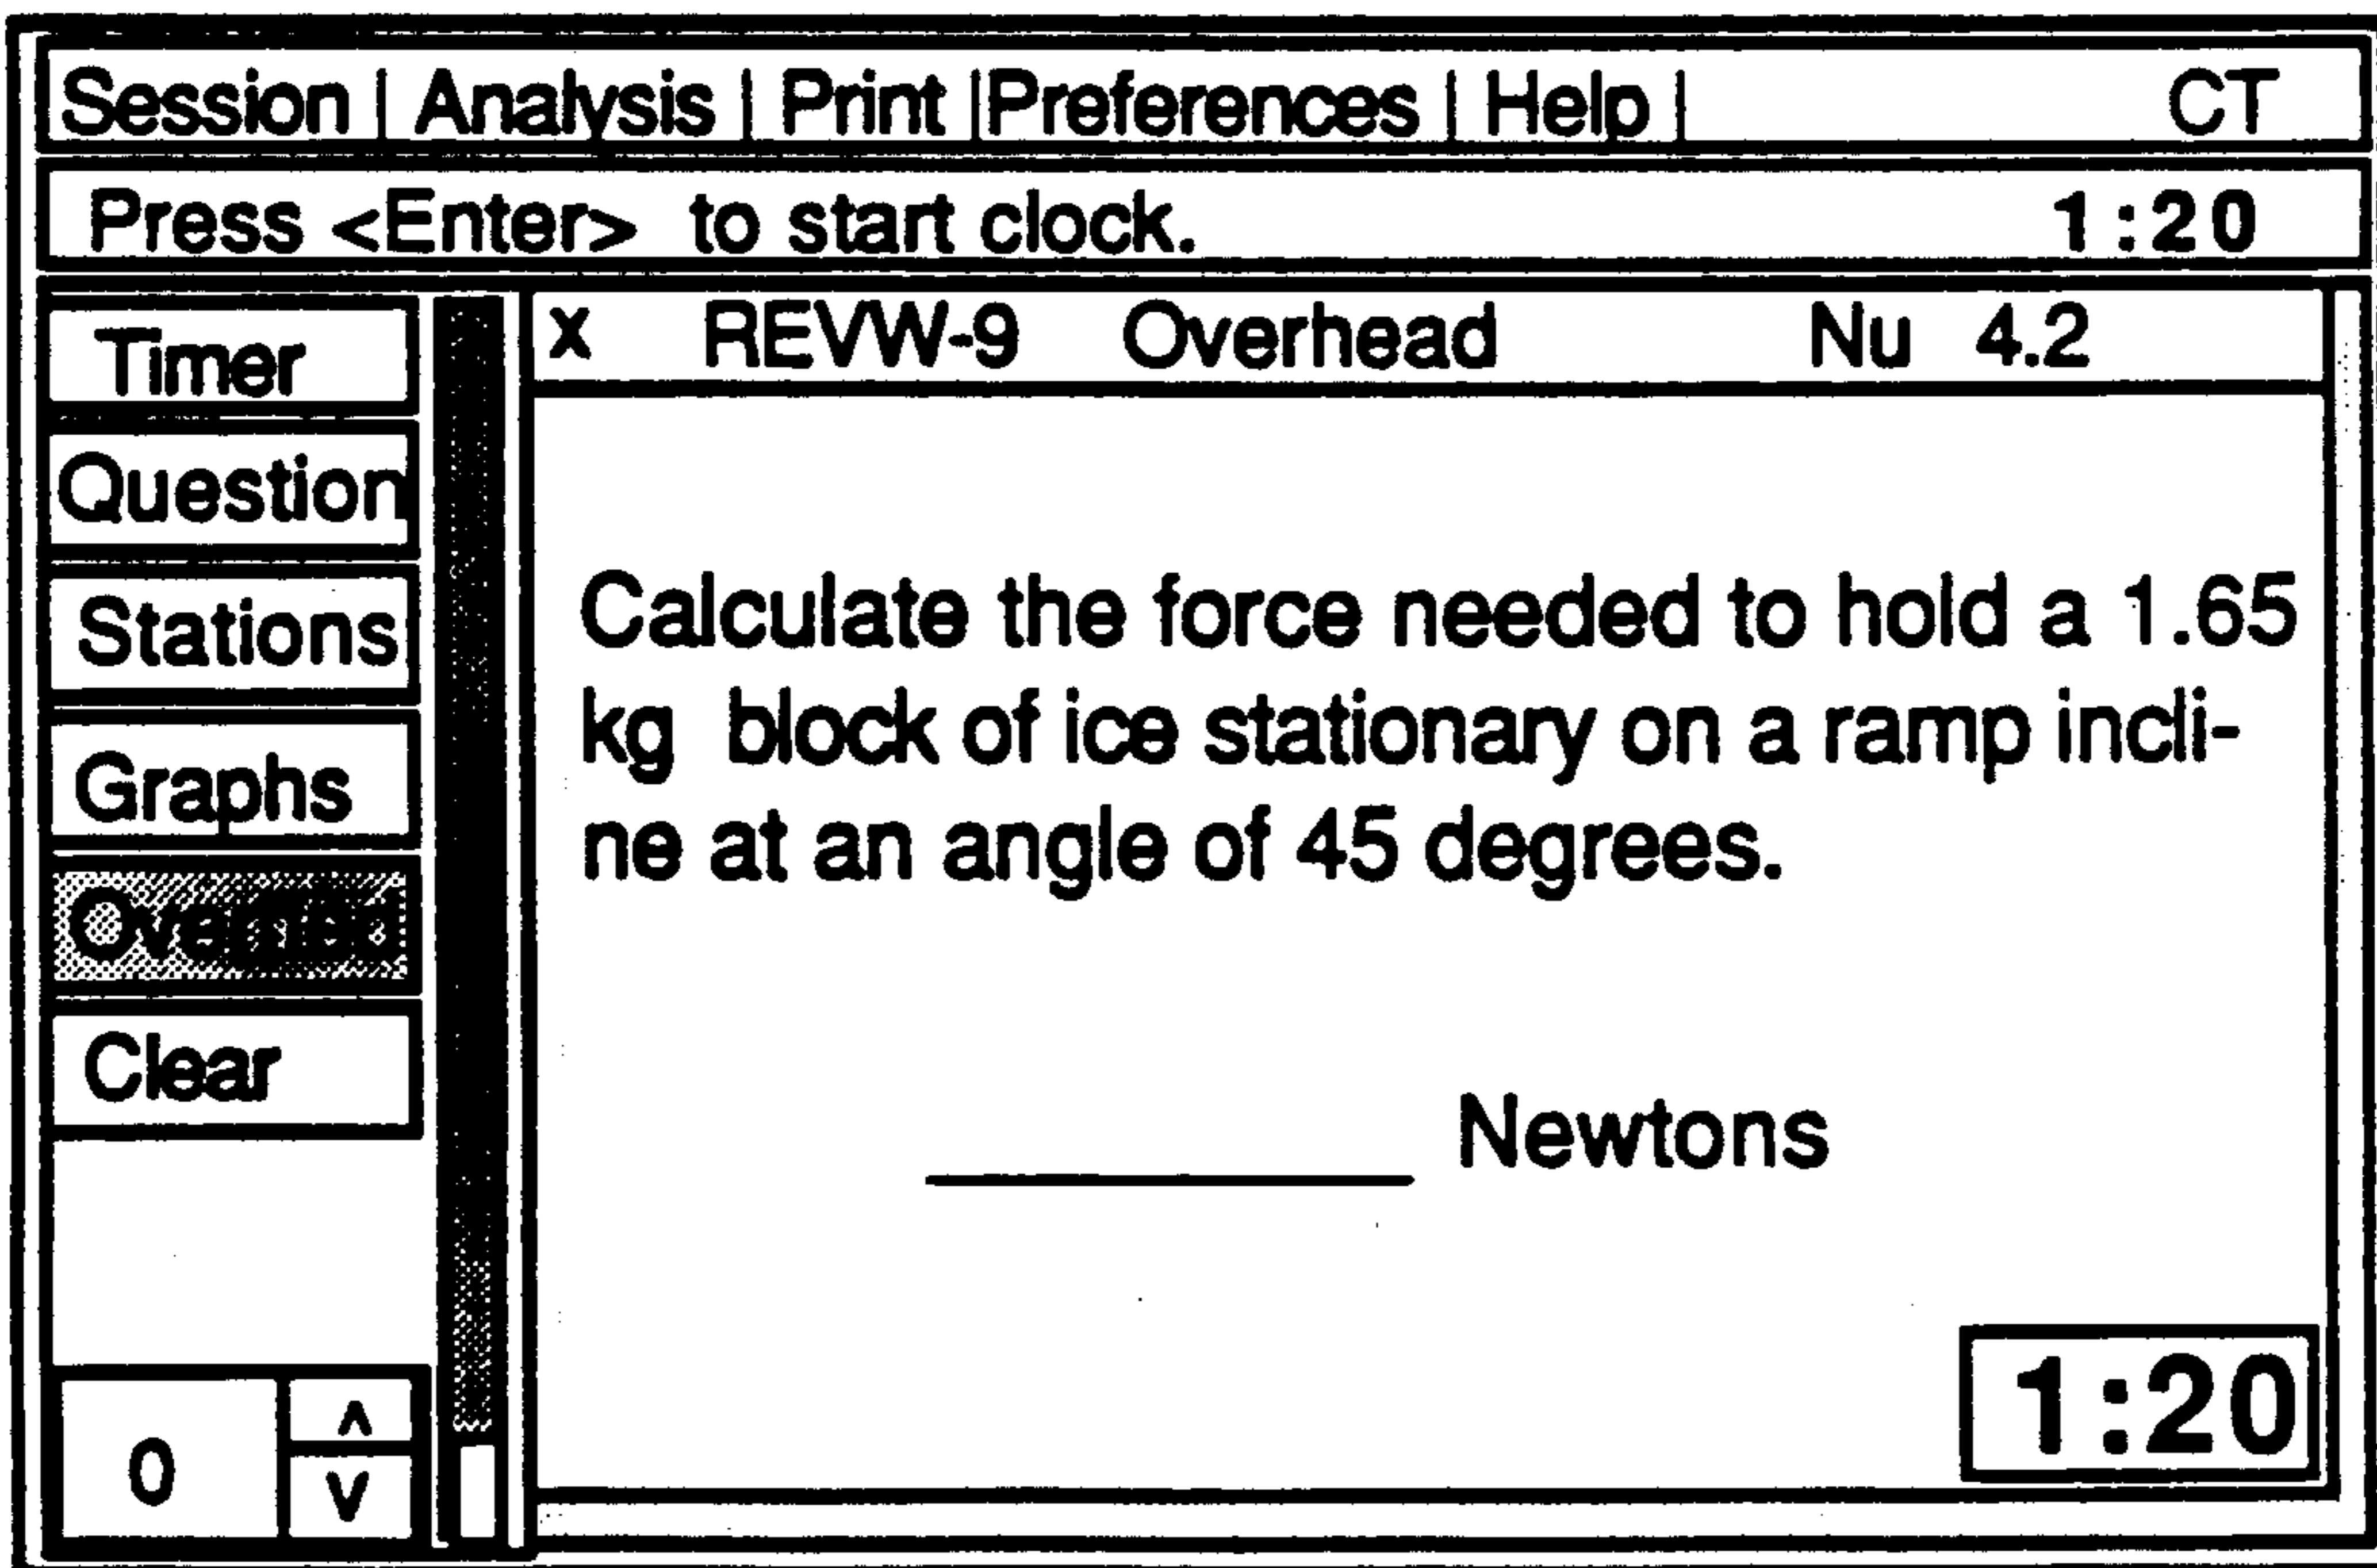 Session | Analysis | Print | Preferences | Help | CT
Press <Enter> to start clock. 1:20
x REVW-9 Overhead Nu 4.2
Timer
Question
Stations
Graphs
Overhed
Clear
0
^
v
Calculate the force needed to hold a 1.65
kg block of ice stationary on a ramp incli-
ne at an angle of 45 degrees.
Newtons
1:20